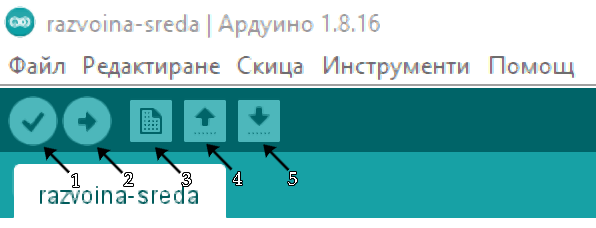 razvoina-sreda | Ардуино 1.8.16
Файл Редактиране Скица Инструменти Помощ
1 2 3 4 5
razvoina-sreda